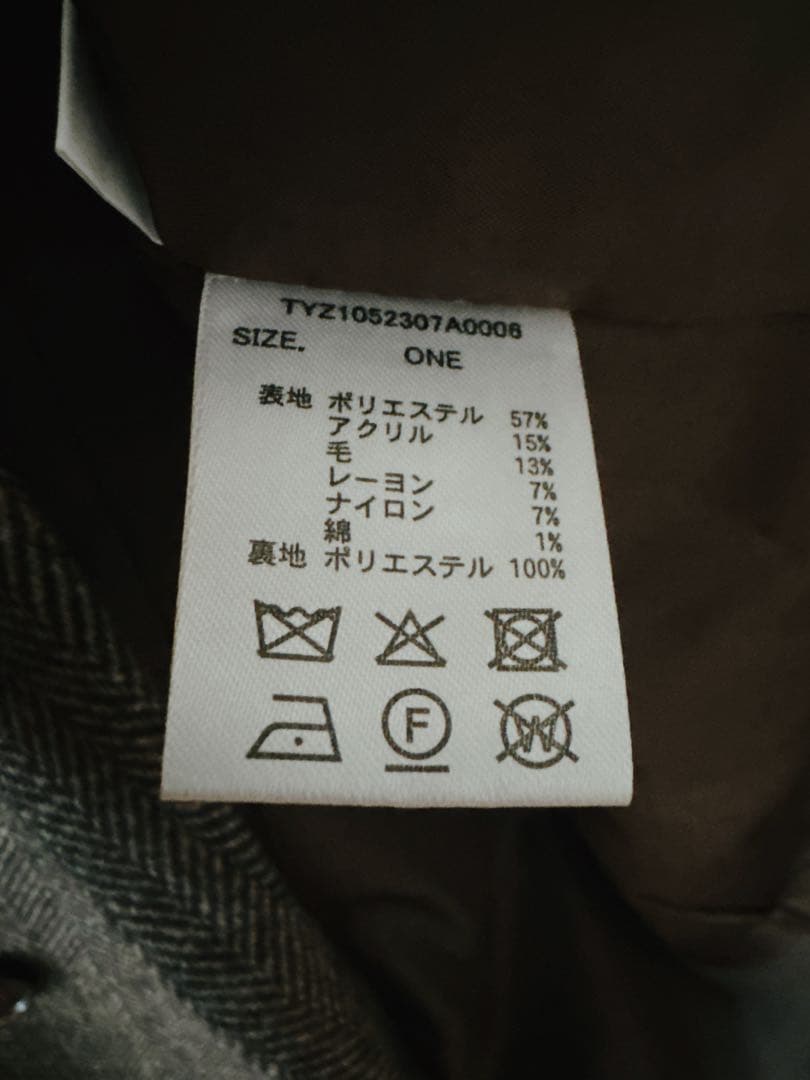 TYZ1052307A0006
SIZE. ONE
表地 ポリエステル 57%
アクリル 15%
毛 13%
レーヨン 7%
ナイロン 7%
綿 1%
裏地 ポリエステル 100%
F W